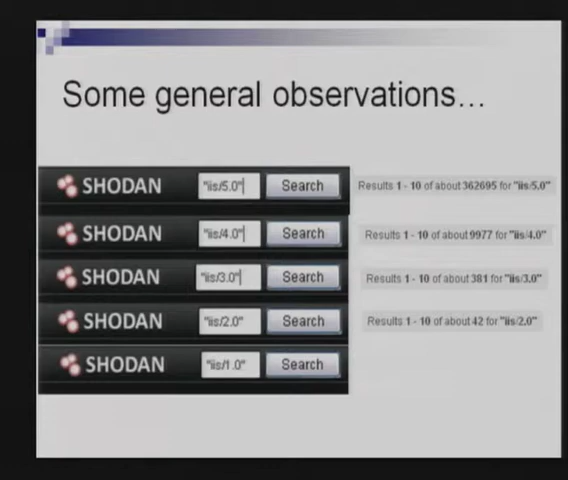 Some general observations...
SHODAN "iis/5.0" Search Results 1 - 10 of about 362695 for "iis/5.0"
SHODAN "iis/4.0" Search Results 1 - 10 of about 9977 for "iis/4.0"
SHODAN "iis/3.0" Search Results 1 - 10 of about 381 for "iis/3.0"
SHODAN "iis/2.0" Search Results 1 - 10 of about 42 for "iis/2.0"
SHODAN "iis/1.0" Search